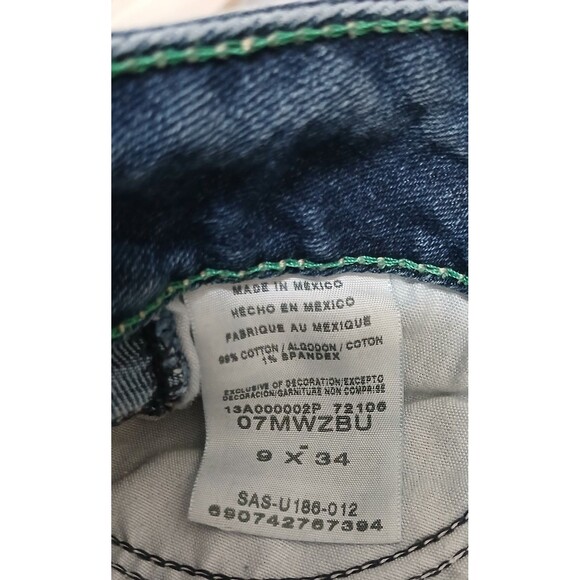 MADE IN MEXICO
HECHO EN MEXICO
FABRIQUE AU MEXIQUE
99% COTTON / ALGODON / COTON
1% SPANDEX
EXCLUSIVE OF DECORATION/EXCEPTO
DECORACION/GARNITURE NON COMPRISE
13A000002P 72106
07MWZBU
9 X 34
SAS-U186-012
690742767394